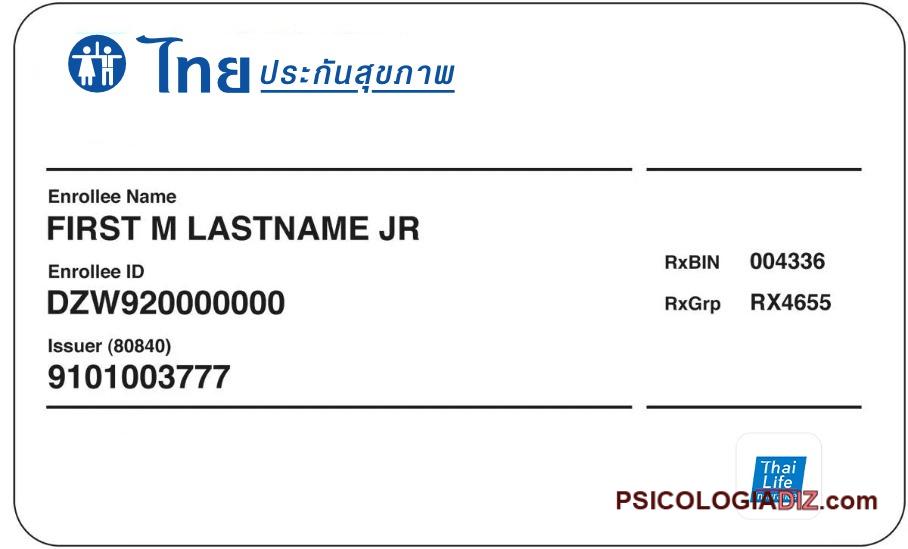 ไทยประกันสุขภาพ
Enrollee Name
FIRST M LASTNAME JR
Enrollee ID
DZW920000000
Issuer (80840)
9101003777
RxBIN 004336
RxGrp RX4655
Thai
Life
PSICOLOGIADIZ.com